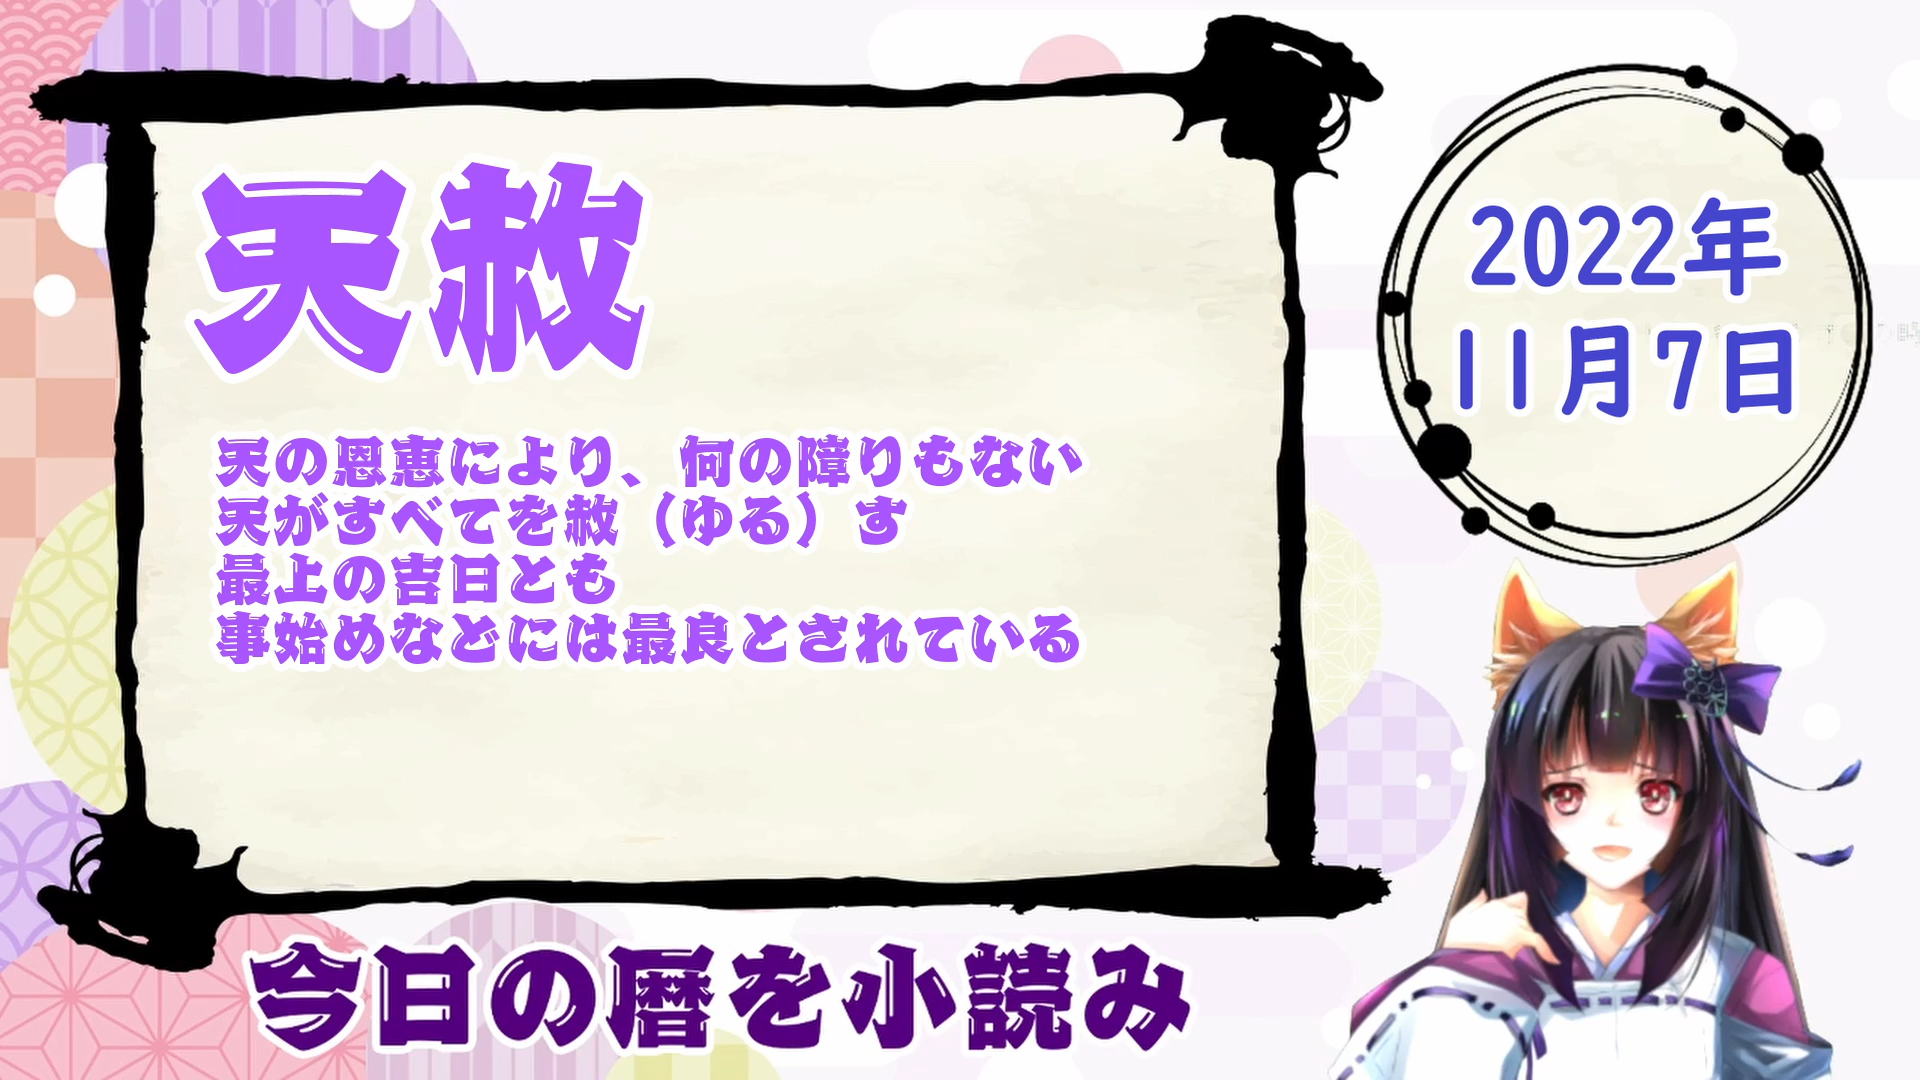 天赦
天の恩恵により、何の障りもない
天がすべてを赦（ゆる）す
最上の吉日とも
事始めなどには最良とされている
2022年
11月7日
今日の暦を小読み